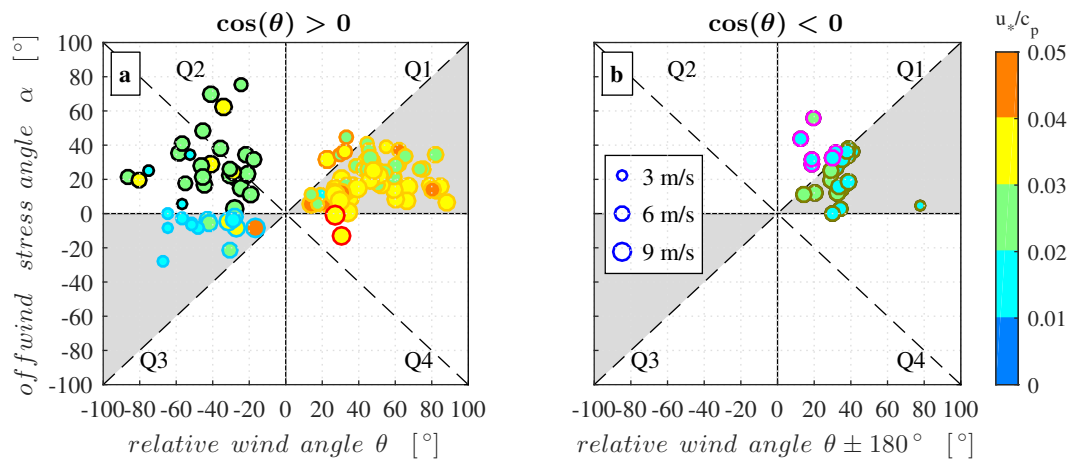 cos(θ) > 0
off wind stress angle α [°]
a
Q2
Q1
Q3
Q4
100
80
60
40
20
0
-20
-40
-60
-80
-100
-100 -80 -60 -40 -20 0 20 40 60 80 100
relative wind angle θ [°]
cos(θ) < 0
b
Q2
Q1
Q3
Q4
3 m/s
6 m/s
9 m/s
-100 -80 -60 -40 -20 0 20 40 60 80 100
relative wind angle θ ± 180° [°]
u*/cp
0.05
0.04
0.03
0.02
0.01
0